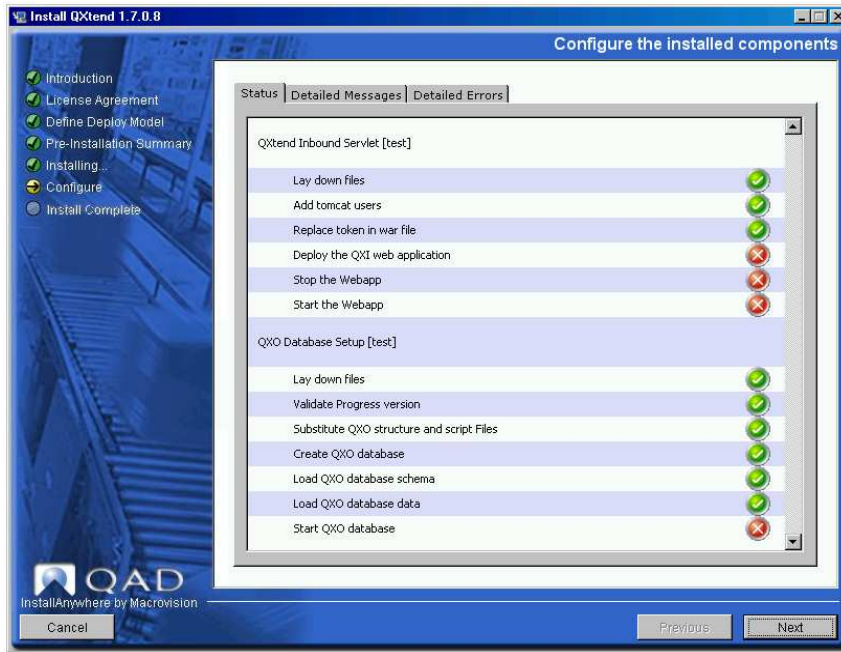 Install QXtend 1.7.0.8
Configure the installed components
Introduction
License Agreement
Define Deploy Model
Pre-Installation Summary
Installing...
Configure
Install Complete
Status
Detailed Messages
Detailed Errors
QXtend Inbound Servlet [test]
Lay down files
Add tomcat users
Replace token in war file
Deploy the QXI web application
Stop the Webapp
Start the Webapp
QXO Database Setup [test]
Lay down files
Validate Progress version
Substitute QXO structure and script Files
Create QXO database
Load QXO database schema
Load QXO database data
Start QXO database
QAD
InstallAnywhere by Macrovision
Cancel
Previous
Next